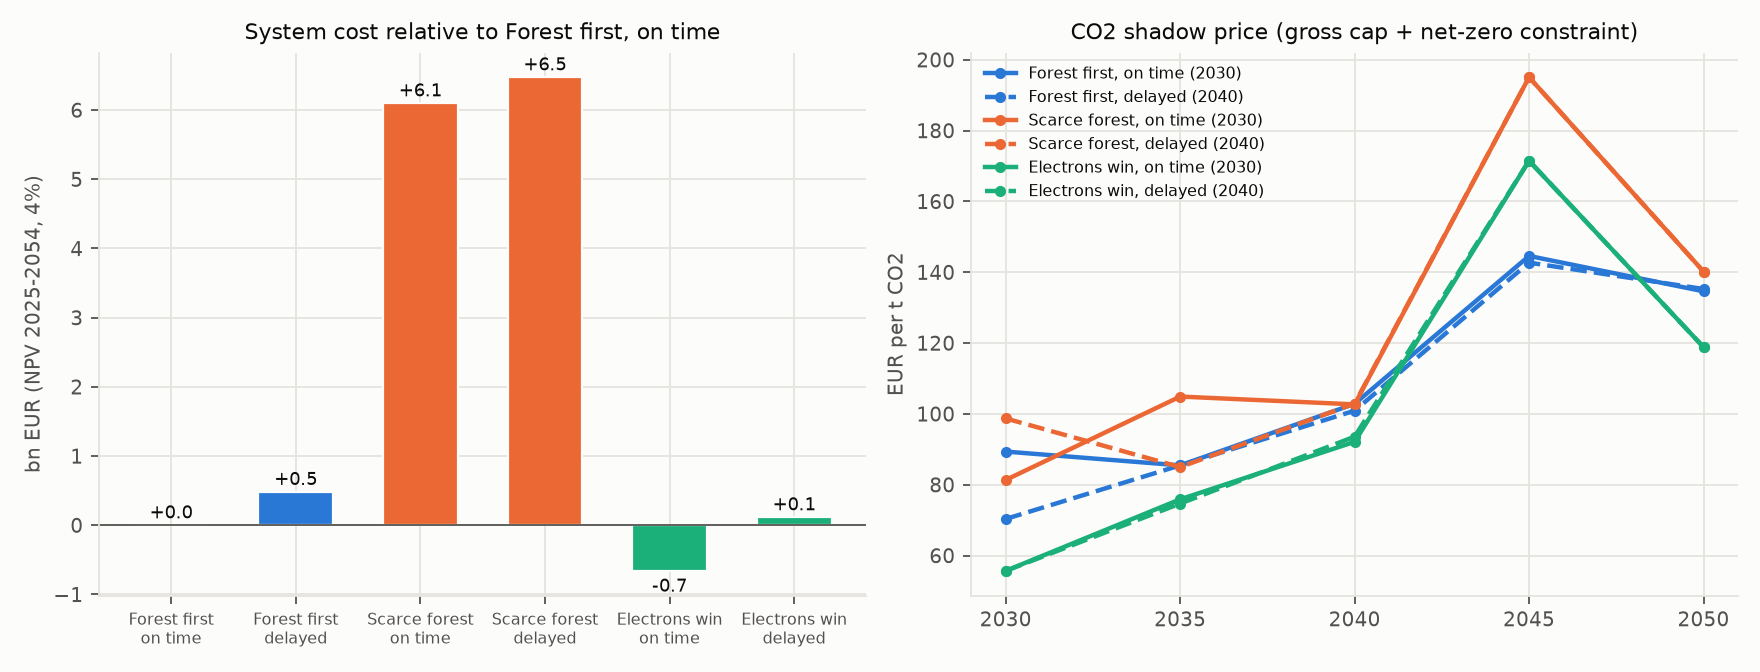 System cost relative to Forest first, on time
bn EUR (NPV 2025-2054, 4%)
6
5
4
3
2
1
0
−1
+0.0
+0.5
+6.1
+6.5
-0.7
+0.1
Forest first
on time
Forest first
delayed
Scarce forest
on time
Scarce forest
delayed
Electrons win
on time
Electrons win
delayed
CO2 shadow price (gross cap + net-zero constraint)
EUR per t CO2
200
180
160
140
120
100
80
60
Forest first, on time (2030)
Forest first, delayed (2040)
Scarce forest, on time (2030)
Scarce forest, delayed (2040)
Electrons win, on time (2030)
Electrons win, delayed (2040)
2030
2035
2040
2045
2050